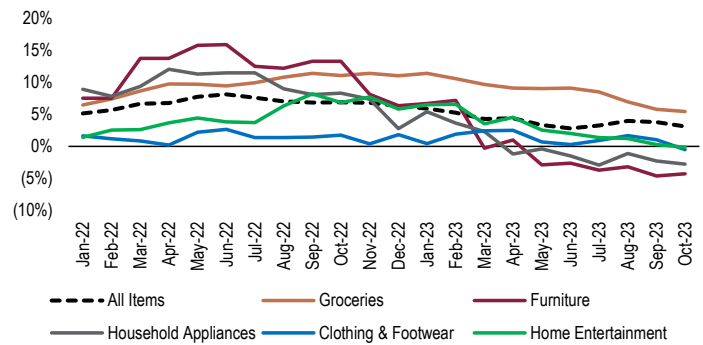 20%
15%
10%
5%
0%
(5%)
(10%)
Jan-22
Feb-22
Mar-22
Apr-22
May-22
Jun-22
Jul-22
Aug-22
Sep-22
Oct-22
Nov-22
Dec-22
Jan-23
Feb-23
Mar-23
Apr-23
May-23
Jun-23
Jul-23
Aug-23
Sep-23
Oct-23
All Items Groceries Furniture
Household Appliances Clothing & Footwear Home Entertainment